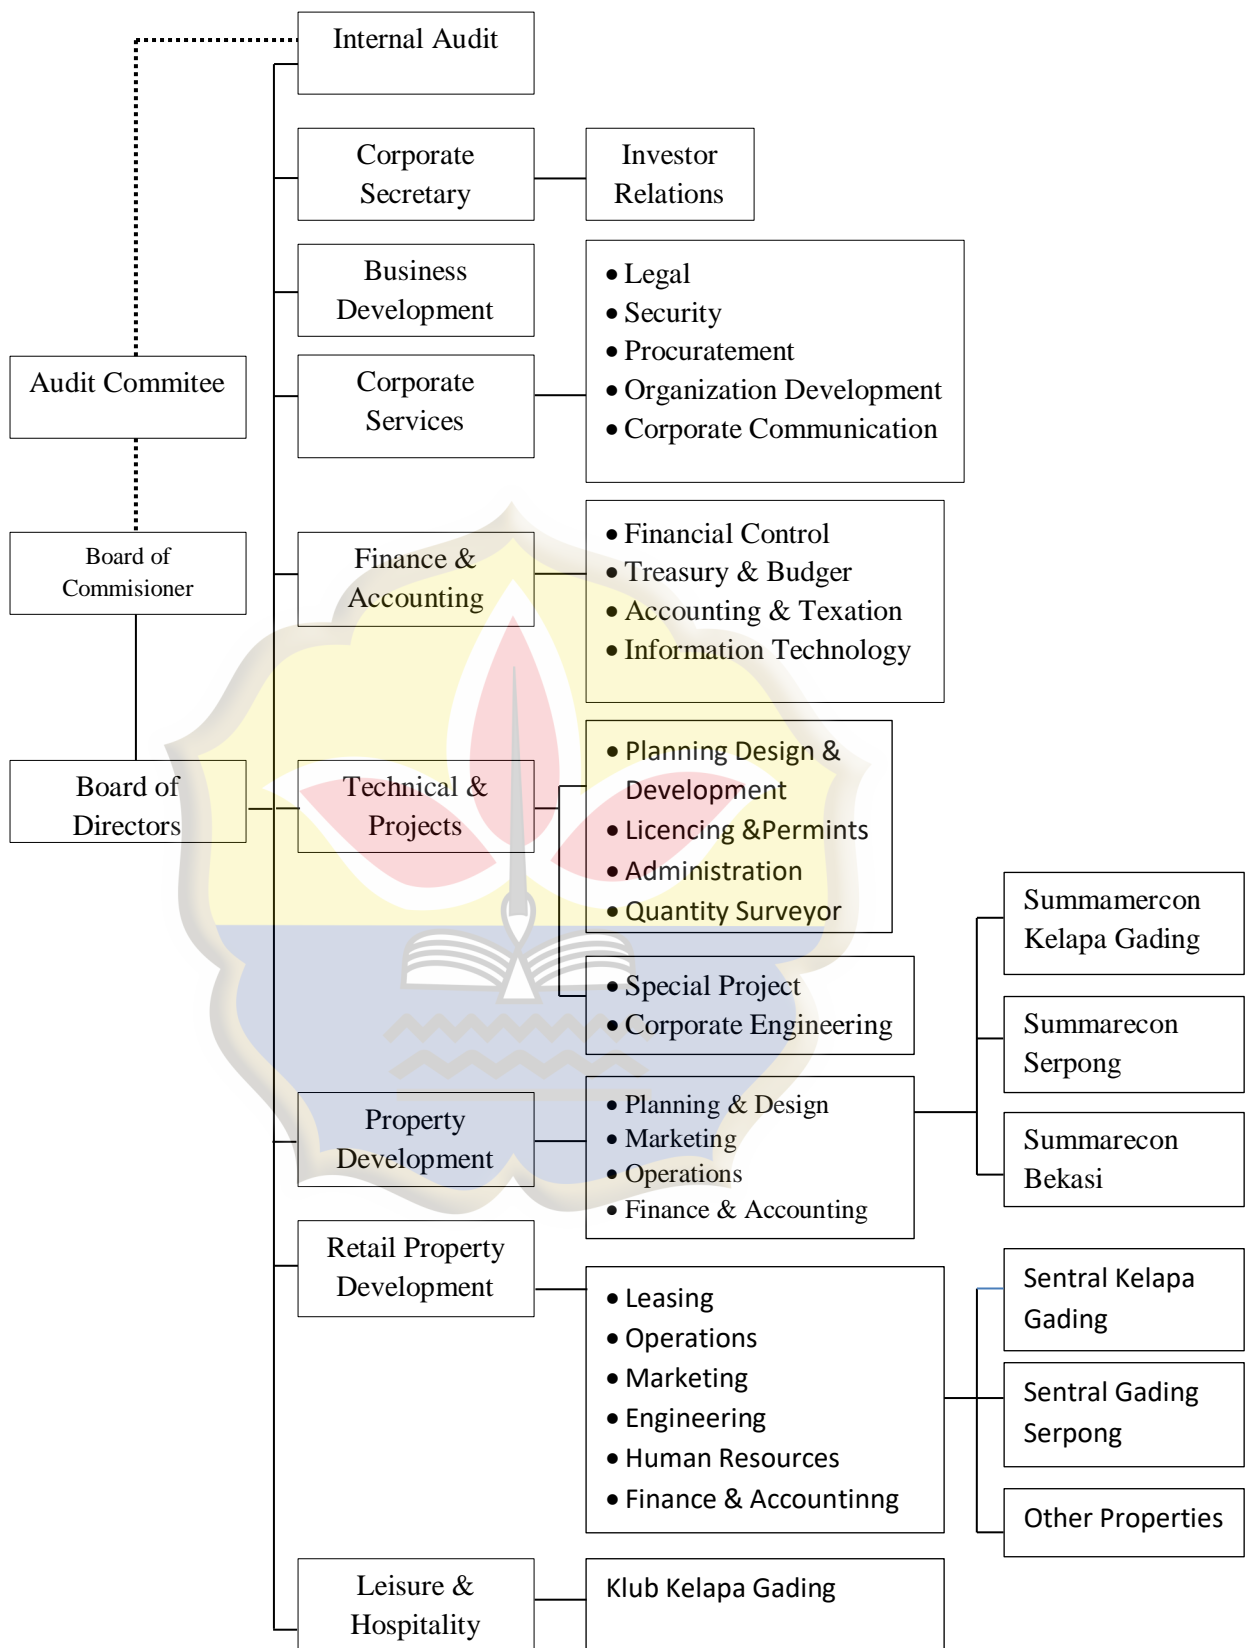 Internal Audit
Corporate
Secretary
Investor
Relations
Business
Development
• Legal
• Security
• Procuratement
• Organization Development
• Corporate Communication
Audit Commitee
Corporate
Services
Board of
Commisioner
Finance &
Accounting
• Financial Control
• Treasury & Budger
• Accounting & Texation
• Information Technology
Board of
Directors
Technical &
Projects
• Planning Design &
Development
• Licencing &Permints
• Administration
• Quantity Surveyor
• Special Project
• Corporate Engineering
Summamercon
Kelapa Gading
Summarecon
Serpong
Summarecon
Bekasi
Property
Development
• Planning & Design
• Marketing
• Operations
• Finance & Accounting
Retail Property
Development
• Leasing
• Operations
• Marketing
• Engineering
• Human Resources
• Finance & Accountinng
Sentral Kelapa
Gading
Sentral Gading
Serpong
Other Properties
Leisure &
Hospitality
Klub Kelapa Gading